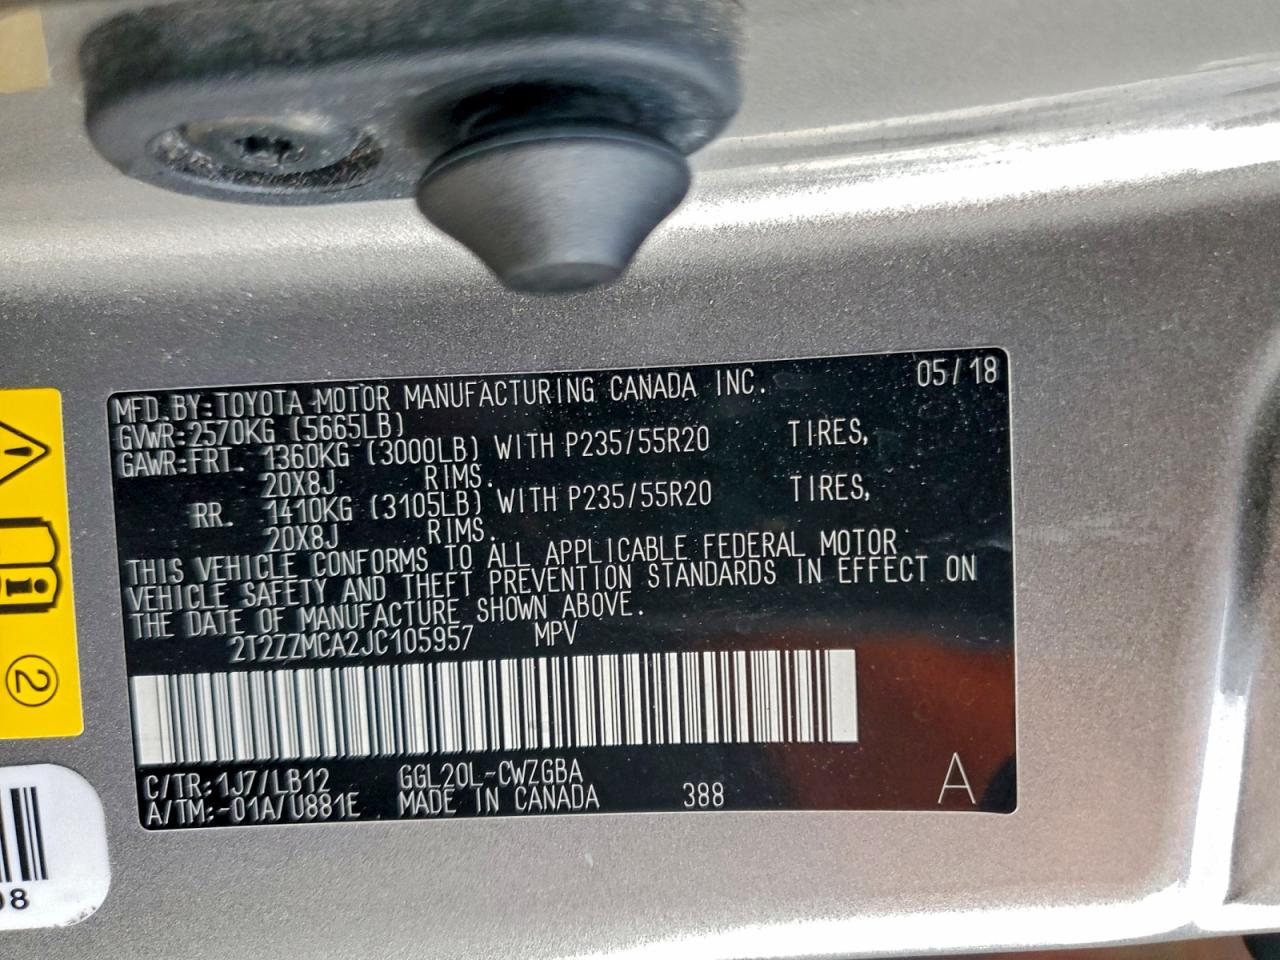 MFD.BY:TOYOTA MOTOR MANUFACTURING CANADA INC. 05/18
GVWR:2570KG (5665LB)
GAWR:FRT. 1360KG (3000LB) WITH P235/55R20 TIRES,
20X8J RIMS.
RR. 1410KG (3105LB) WITH P235/55R20 TIRES,
20X8J RIMS.
THIS VEHICLE CONFORMS TO ALL APPLICABLE FEDERAL MOTOR
VEHICLE SAFETY AND THEFT PREVENTION STANDARDS IN EFFECT ON
THE DATE OF MANUFACTURE SHOWN ABOVE.
2T2ZZMCA2JC105957 MPV
C/TR:1J7/LB12 GGL20L-CWZGBA
A/TM:-01A/U881E MADE IN CANADA 388 A
i
2
8